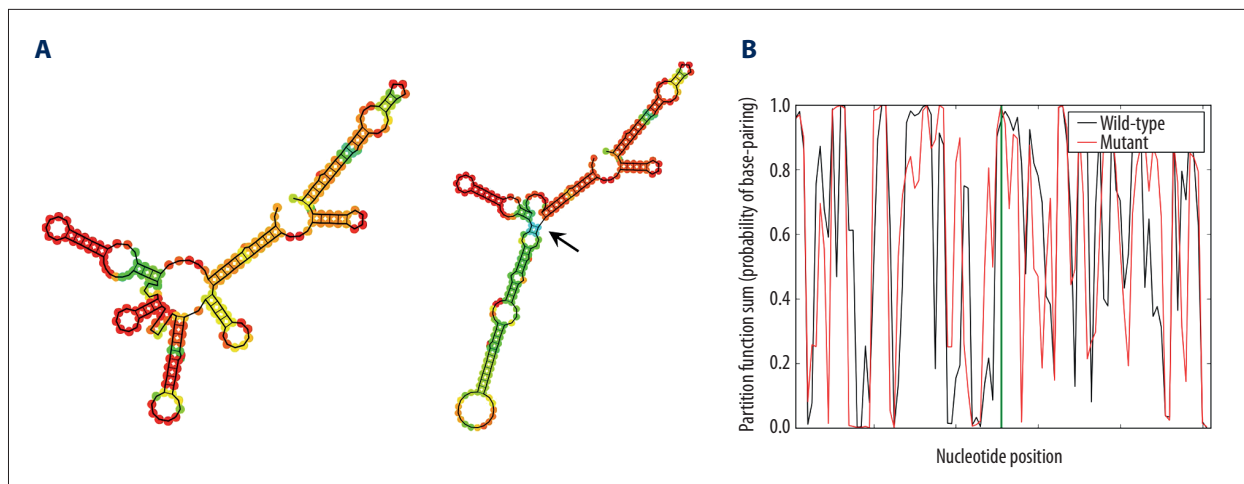 A
B
Partition function sum (probability of base-pairing)
1.0
0.8
0.6
0.4
0.2
0.0
Wild-type
Mutant
Nucleotide position